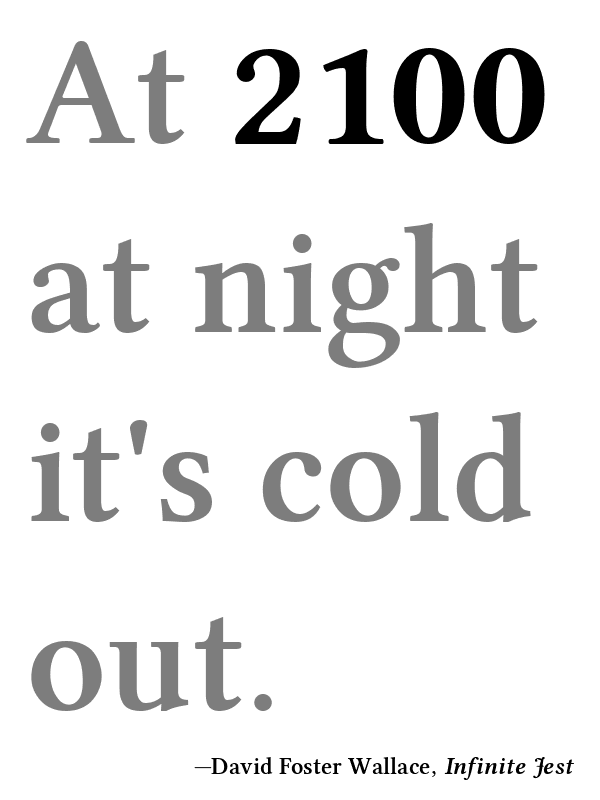 At 2100
at night
it's cold
out.
—David Foster Wallace, Infinite Jest